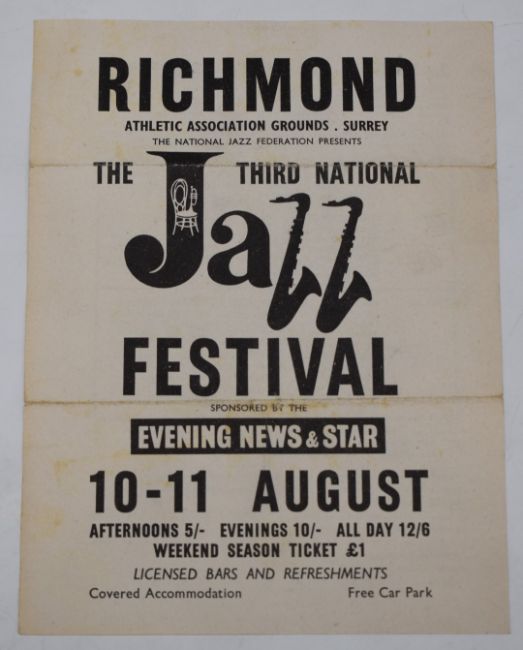 RICHMOND
ATHLETIC ASSOCIATION GROUNDS . SURREY
THE NATIONAL JAZZ FEDERATION PRESENTS
THE THIRD NATIONAL
Jazz
FESTIVAL
SPONSORED BY THE
EVENING NEWS & STAR
10-11 AUGUST
AFTERNOONS 5/- EVENINGS 10/- ALL DAY 12/6
WEEKEND SEASON TICKET £1
LICENSED BARS AND REFRESHMENTS
Covered Accommodation Free Car Park